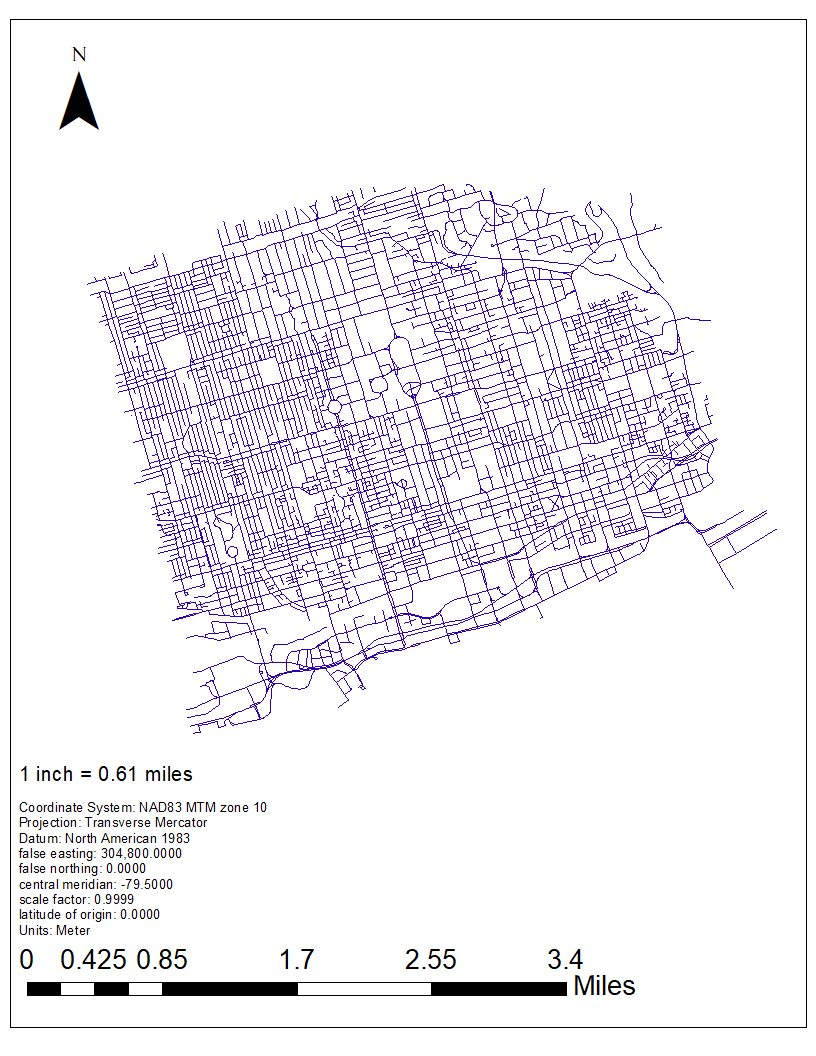 N
1 inch = 0.61 miles
Coordinate System: NAD83 MTM zone 10
Projection: Transverse Mercator
Datum: North American 1983
false easting: 304,800.0000
false northing: 0.0000
central meridian: -79.5000
scale factor: 0.9999
latitude of origin: 0.0000
Units: Meter
0 0.425 0.85 1.7 2.55 3.4
Miles